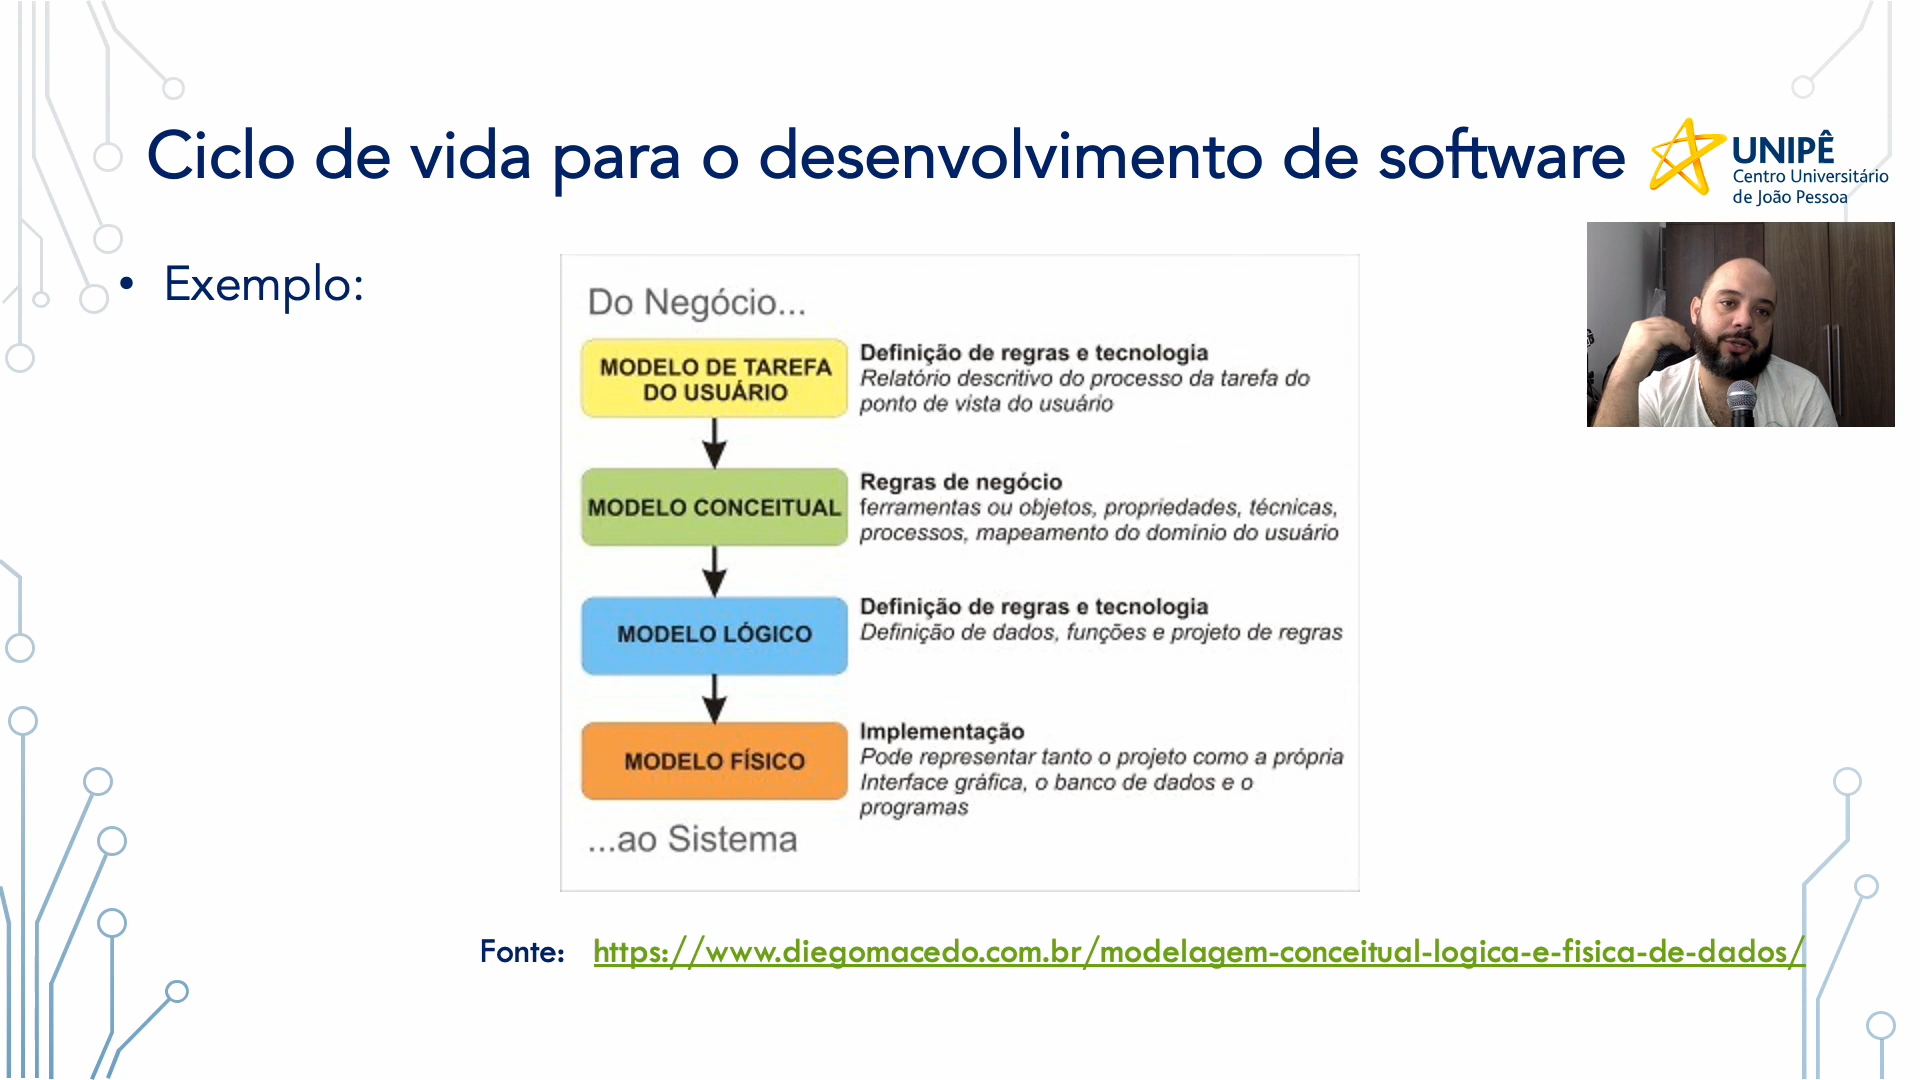 Ciclo de vida para o desenvolvimento de software
UNIPÊ
Centro Universitário
de João Pessoa
• Exemplo:
Do Negócio...
MODELO DE TAREFA
DO USUÁRIO
Definição de regras e tecnologia
Relatório descritivo do processo da tarefa do
ponto de vista do usuário
MODELO CONCEITUAL
Regras de negócio
ferramentas ou objetos, propriedades, técnicas,
processos, mapeamento do domínio do usuário
MODELO LÓGICO
Definição de regras e tecnologia
Definição de dados, funções e projeto de regras
MODELO FÍSICO
Implementação
Pode representar tanto o projeto como a própria
Interface gráfica, o banco de dados e o
programas
...ao Sistema
Fonte: https://www.diegomacedo.com.br/modelagem-conceitual-logica-e-fisica-de-dados/